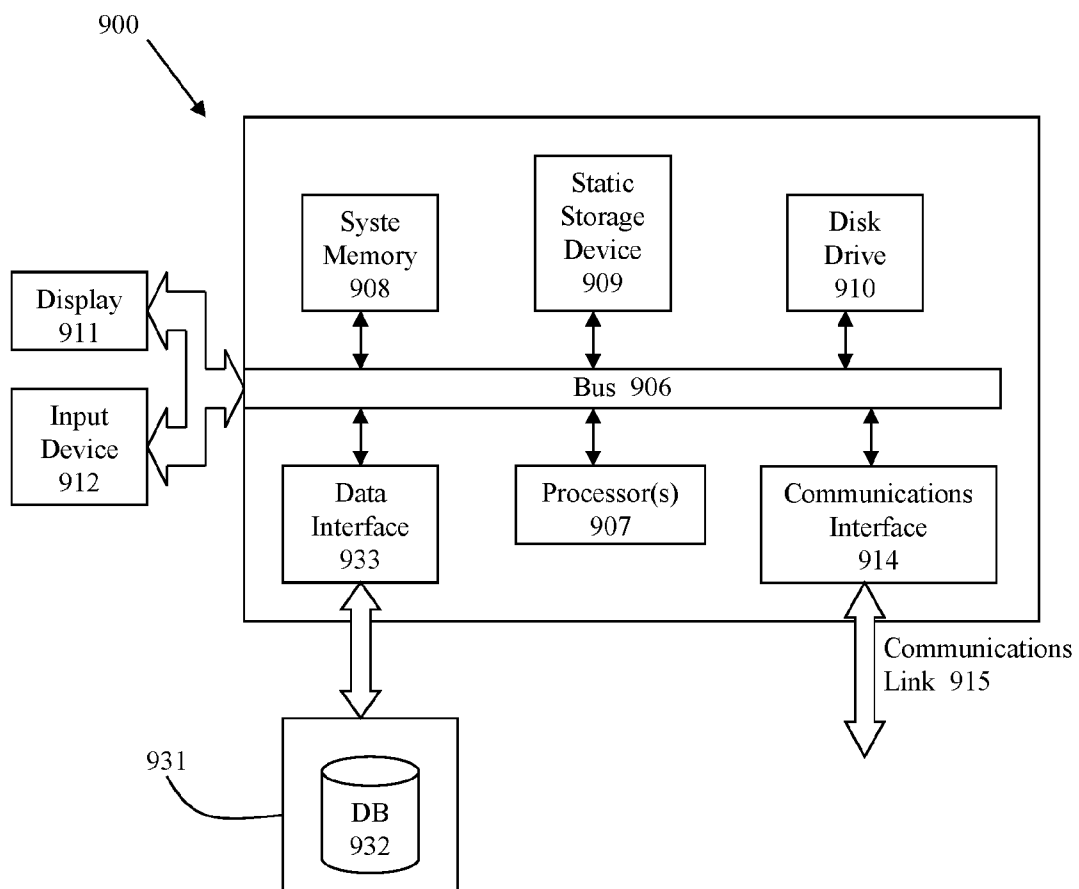 900
Syste
Memory
908
Static
Storage
Device
909
Disk
Drive
910
Display
911
Input
Device
912
Bus 906
Data
Interface
933
Processor(s)
907
Communications
Interface
914
Communications
Link 915
931
DB
932